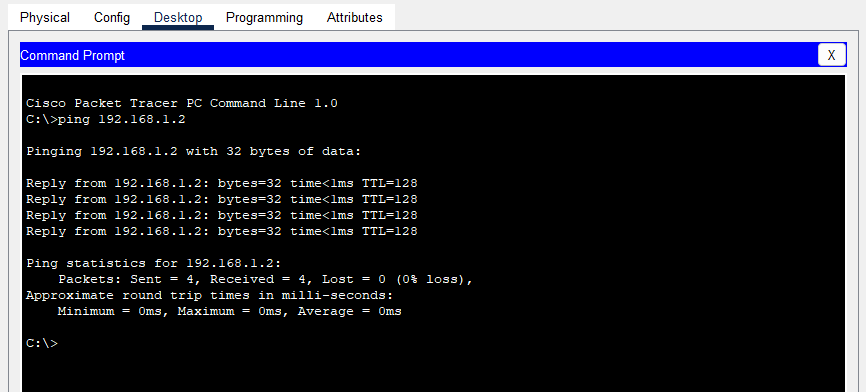 Physical Config Desktop Programming Attributes
Command Prompt X
Cisco Packet Tracer PC Command Line 1.0
C:\>ping 192.168.1.2
Pinging 192.168.1.2 with 32 bytes of data:
Reply from 192.168.1.2: bytes=32 time<1ms TTL=128
Reply from 192.168.1.2: bytes=32 time<1ms TTL=128
Reply from 192.168.1.2: bytes=32 time<1ms TTL=128
Reply from 192.168.1.2: bytes=32 time<1ms TTL=128
Ping statistics for 192.168.1.2:
    Packets: Sent = 4, Received = 4, Lost = 0 (0% loss),
Approximate round trip times in milli-seconds:
    Minimum = 0ms, Maximum = 0ms, Average = 0ms
C:\>